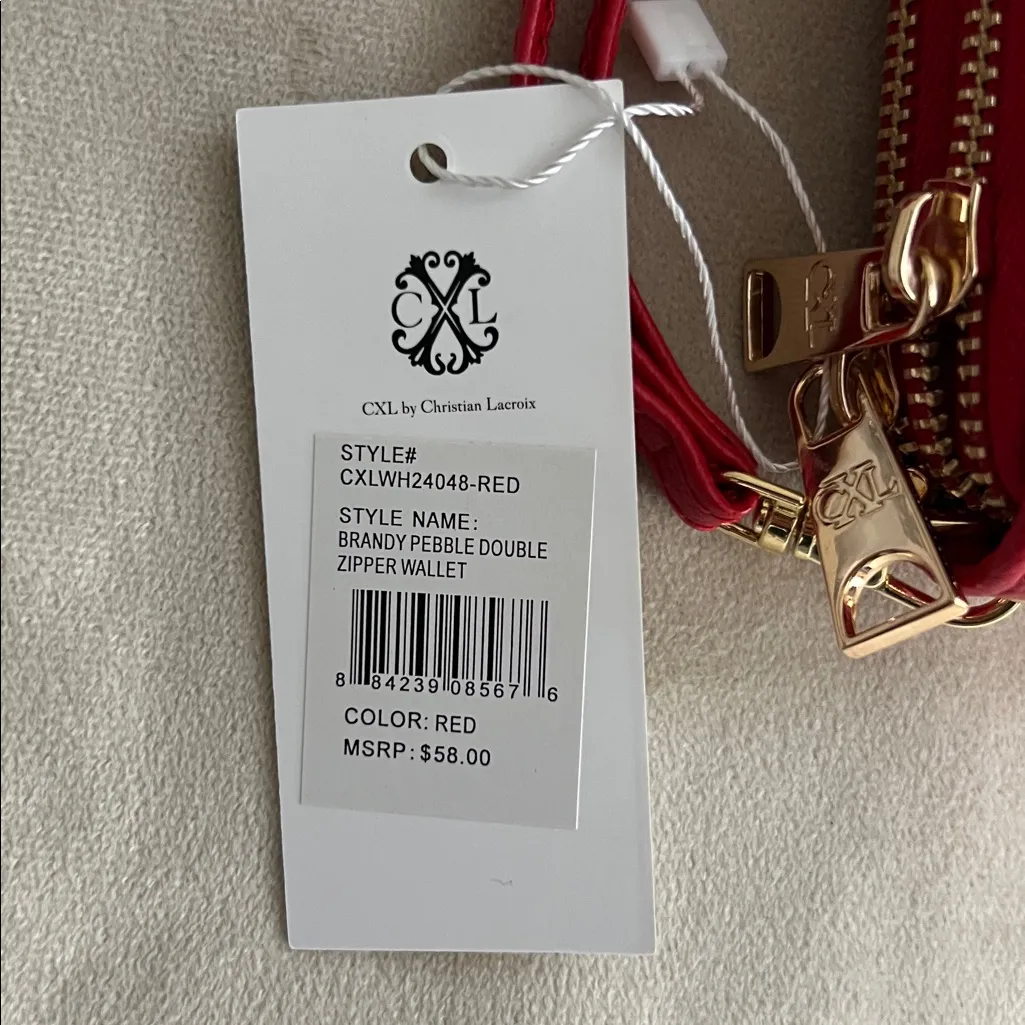 CXL
CXL by Christian Lacroix
STYLE#
CXLWH24048-RED
STYLE NAME:
BRANDY PEBBLE DOUBLE
ZIPPER WALLET
8 84239 08567 6
COLOR: RED
MSRP: $58.00
CXL